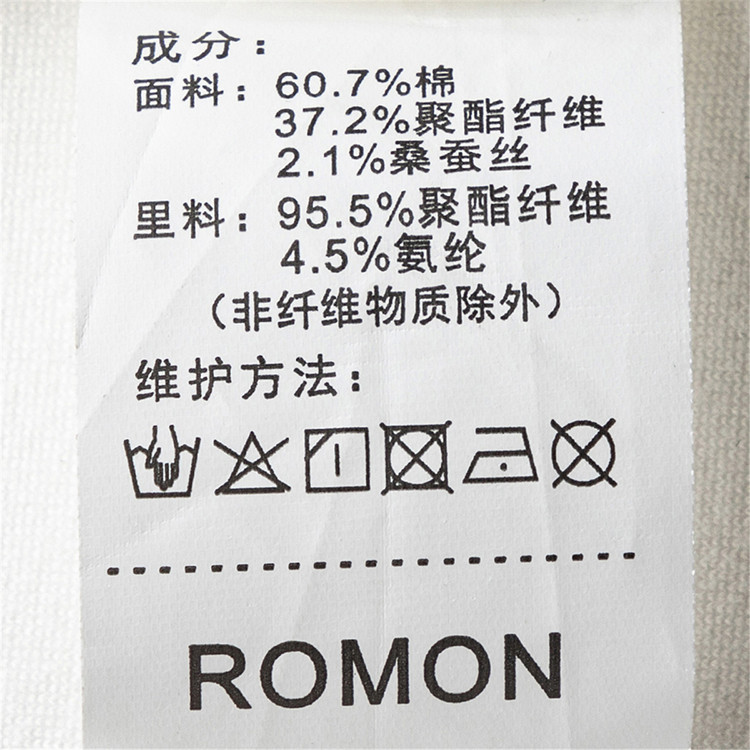 成分：
面料：60.7%棉
37.2%聚酯纤维
2.1%桑蚕丝
里料：95.5%聚酯纤维
4.5%氨纶
（非纤维物质除外）
维护方法：
ROMON